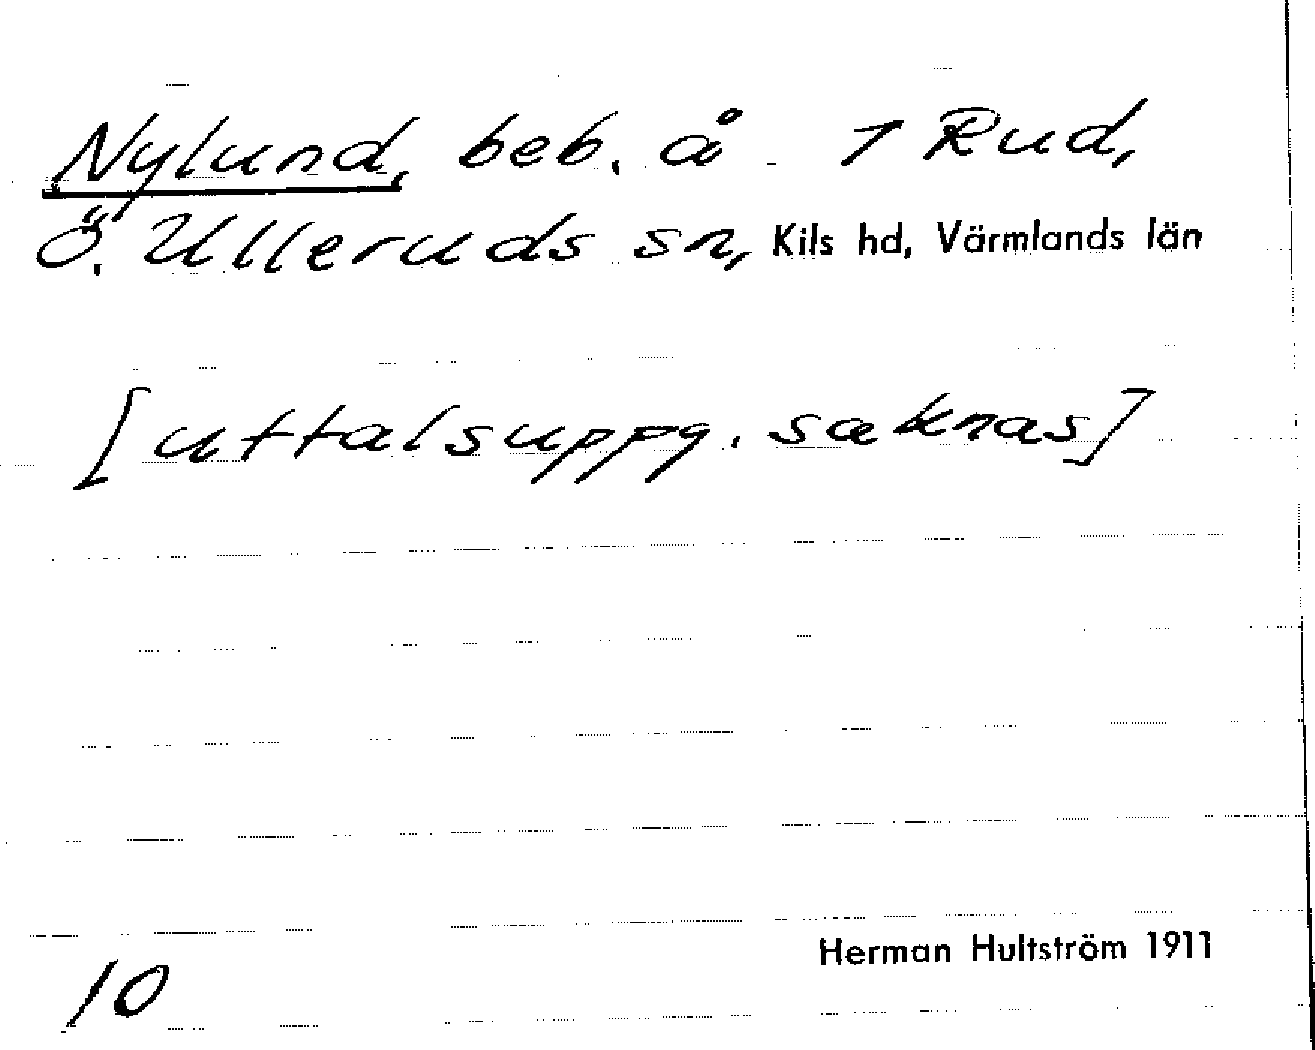 Nylund, beb. å 1 Rud,
Ö. Ulleruds sn, Kils hd, Värmlands län
[uttalsuppg. saknas]
Herman Hultström 1911
10